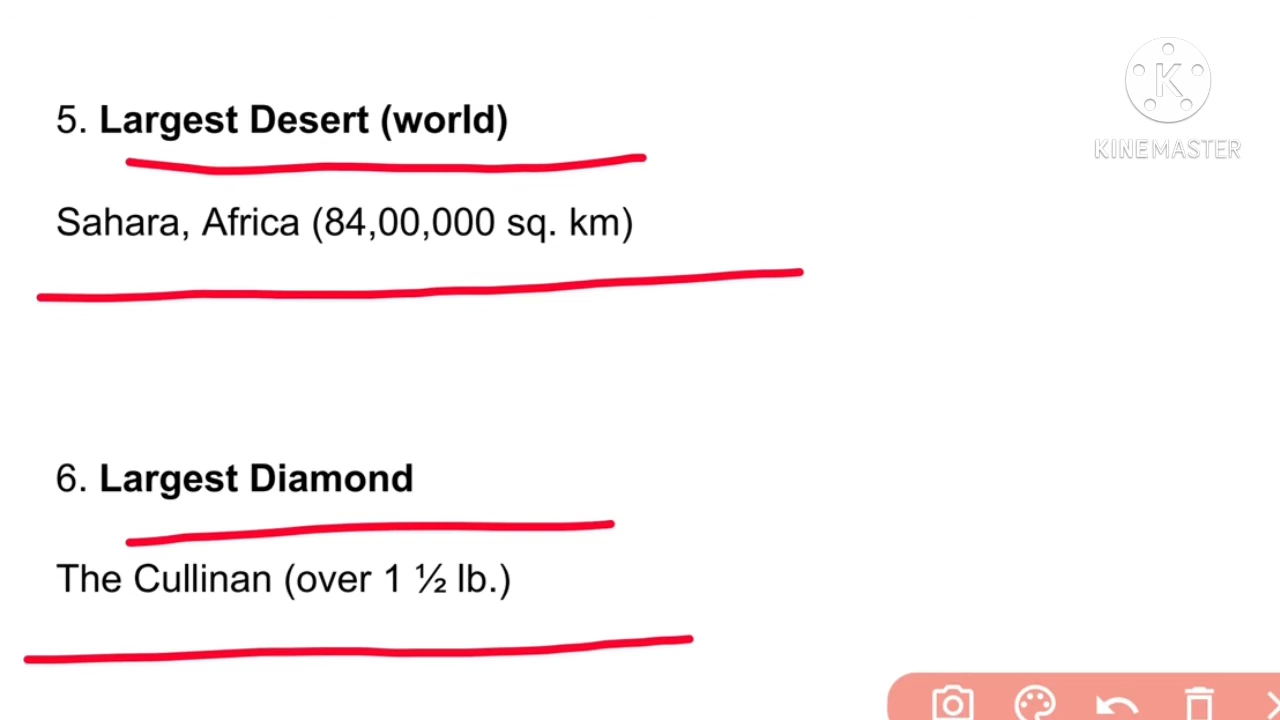 KINEMASTER
5. Largest Desert (world)
Sahara, Africa (84,00,000 sq. km)
6. Largest Diamond
The Cullinan (over 1 ½ lb.)